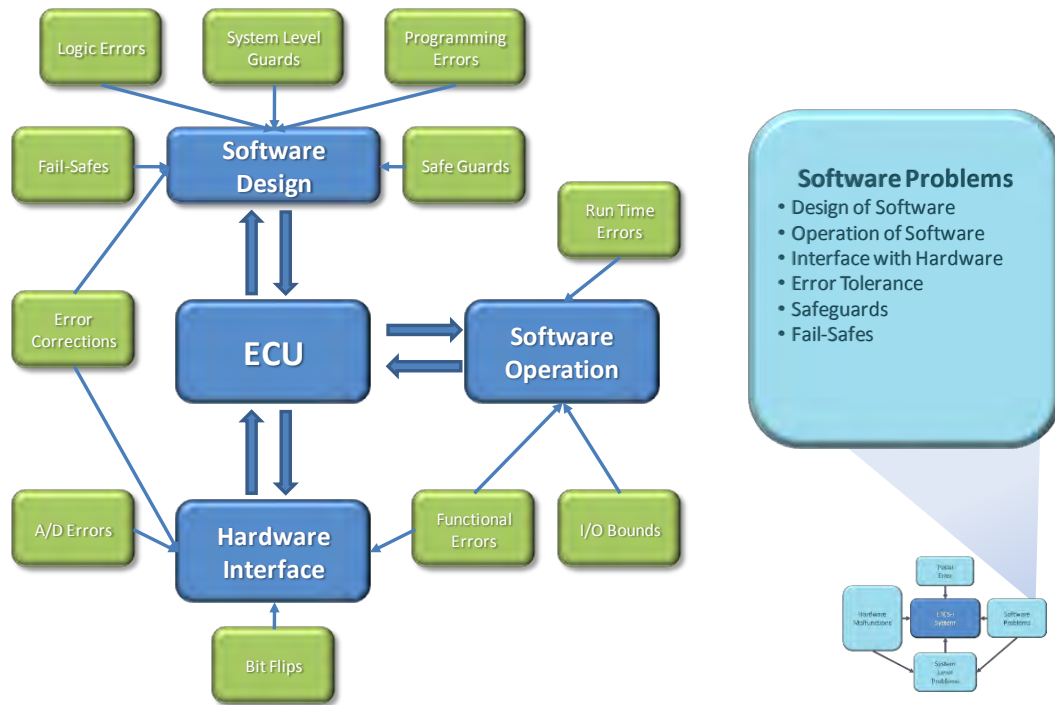 Logic Errors
System Level
Guards
Programming
Errors
Fail-Safes
Software
Design
Safe Guards
Run Time
Errors
Error
Corrections
ECU
Software
Operation
A/D Errors
Hardware
Interface
Functional
Errors
I/O Bounds
Bit Flips
Software Problems
• Design of Software
• Operation of Software
• Interface with Hardware
• Error Tolerance
• Safeguards
• Fail-Safes
Error
Hardware
Malfunctions
System
Software
Problems
System
Level
Problems